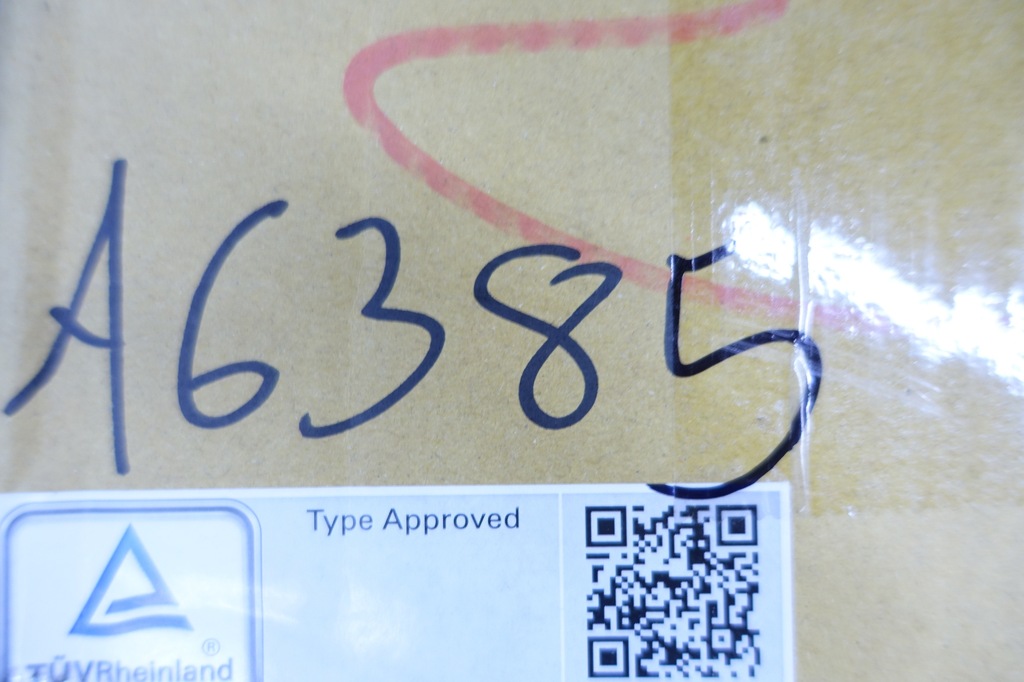 A6385
Type Approved
®
TÜVRheinland